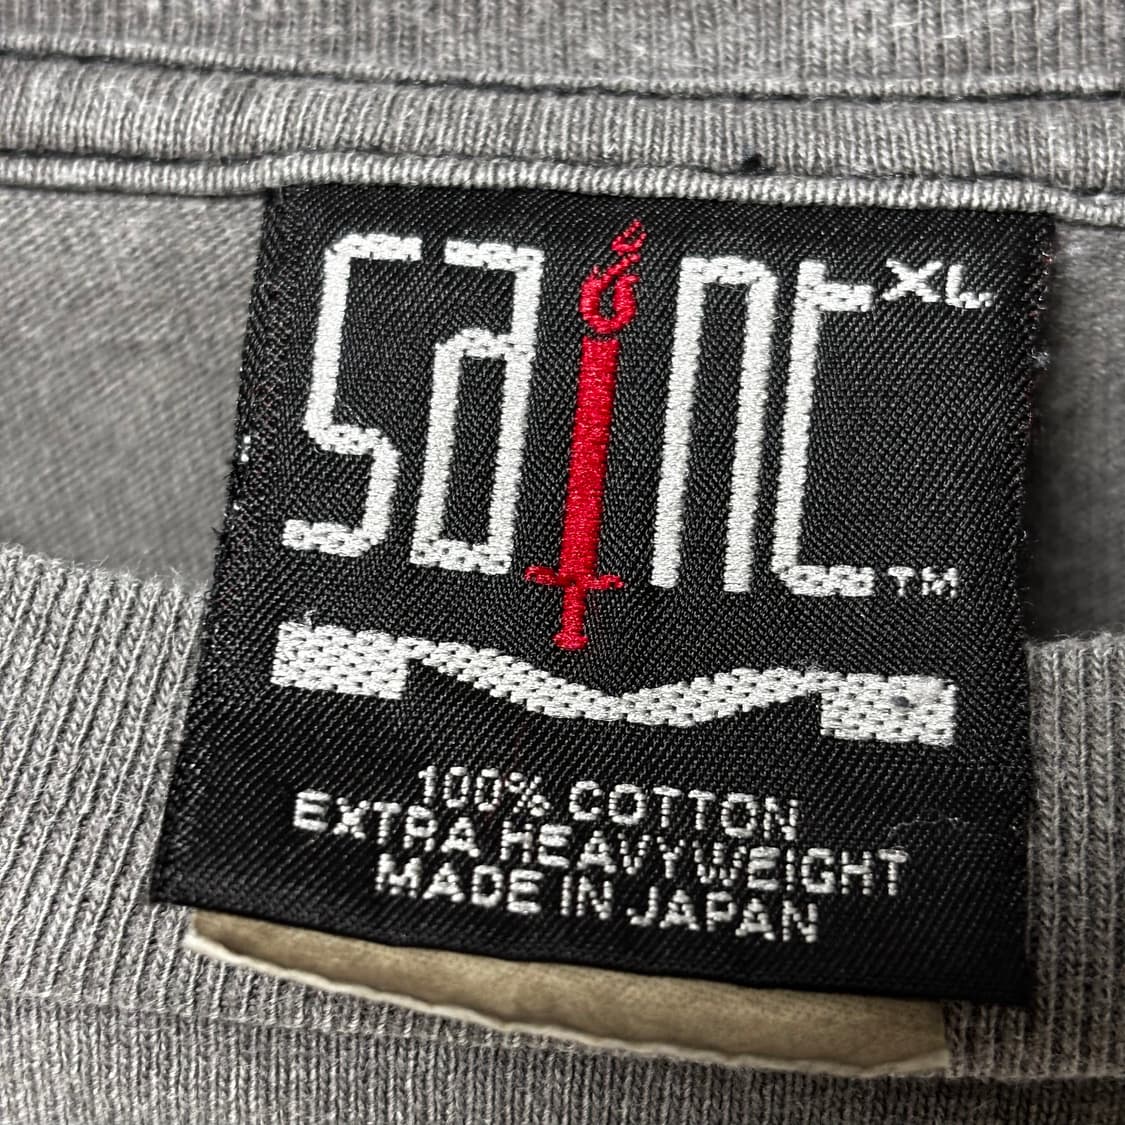 saint XL
TM
100% COTTON
EXTRA HEAVYWEIGHT
MADE IN JAPAN